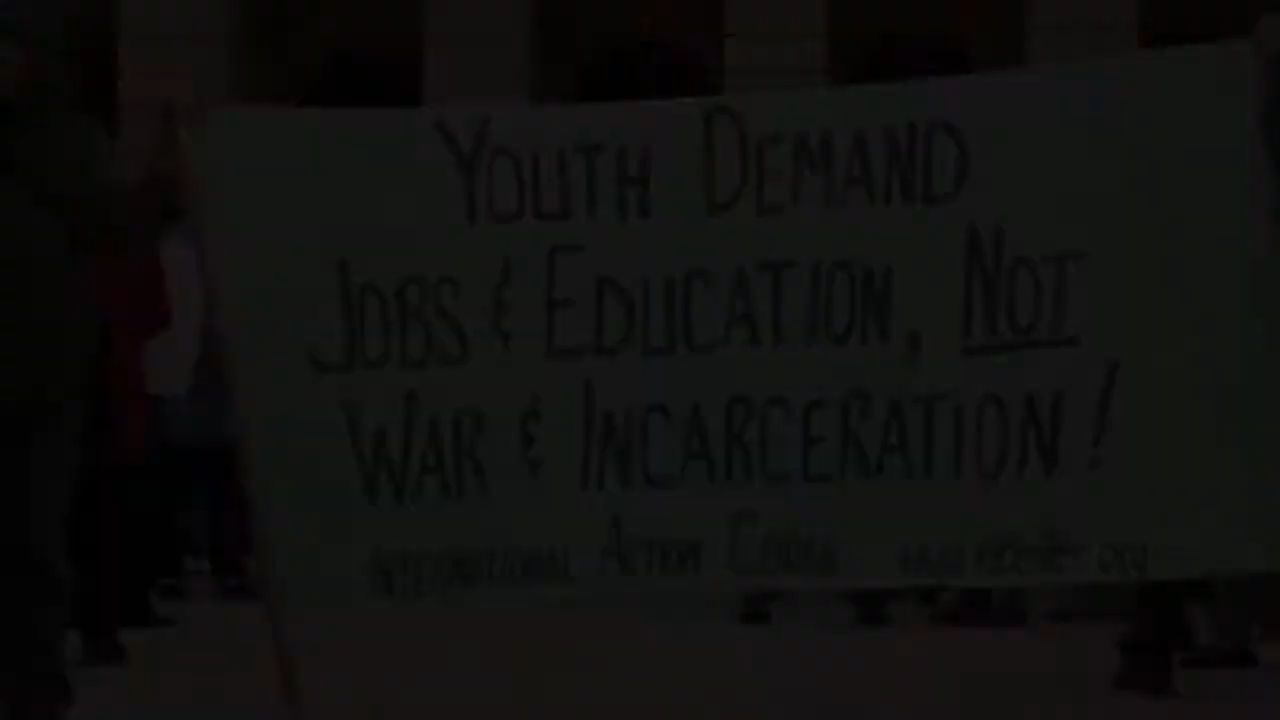 YOUTH DEMAND
JOBS & EDUCATION, NOT
WAR & INCARCERATION!
INTERNATIONAL ACTION CENTER